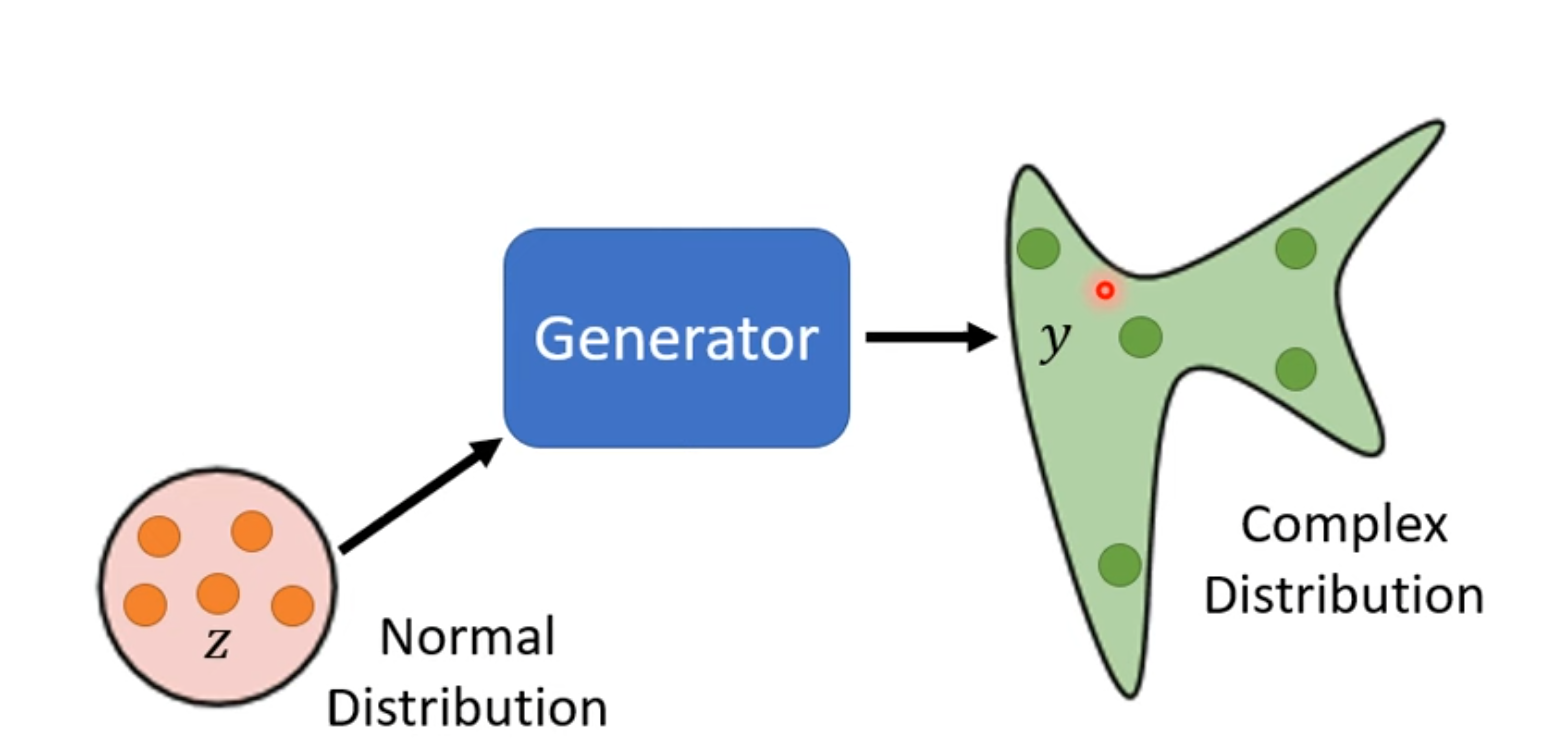 Generator
y
z
Normal
Distribution
Complex
Distribution